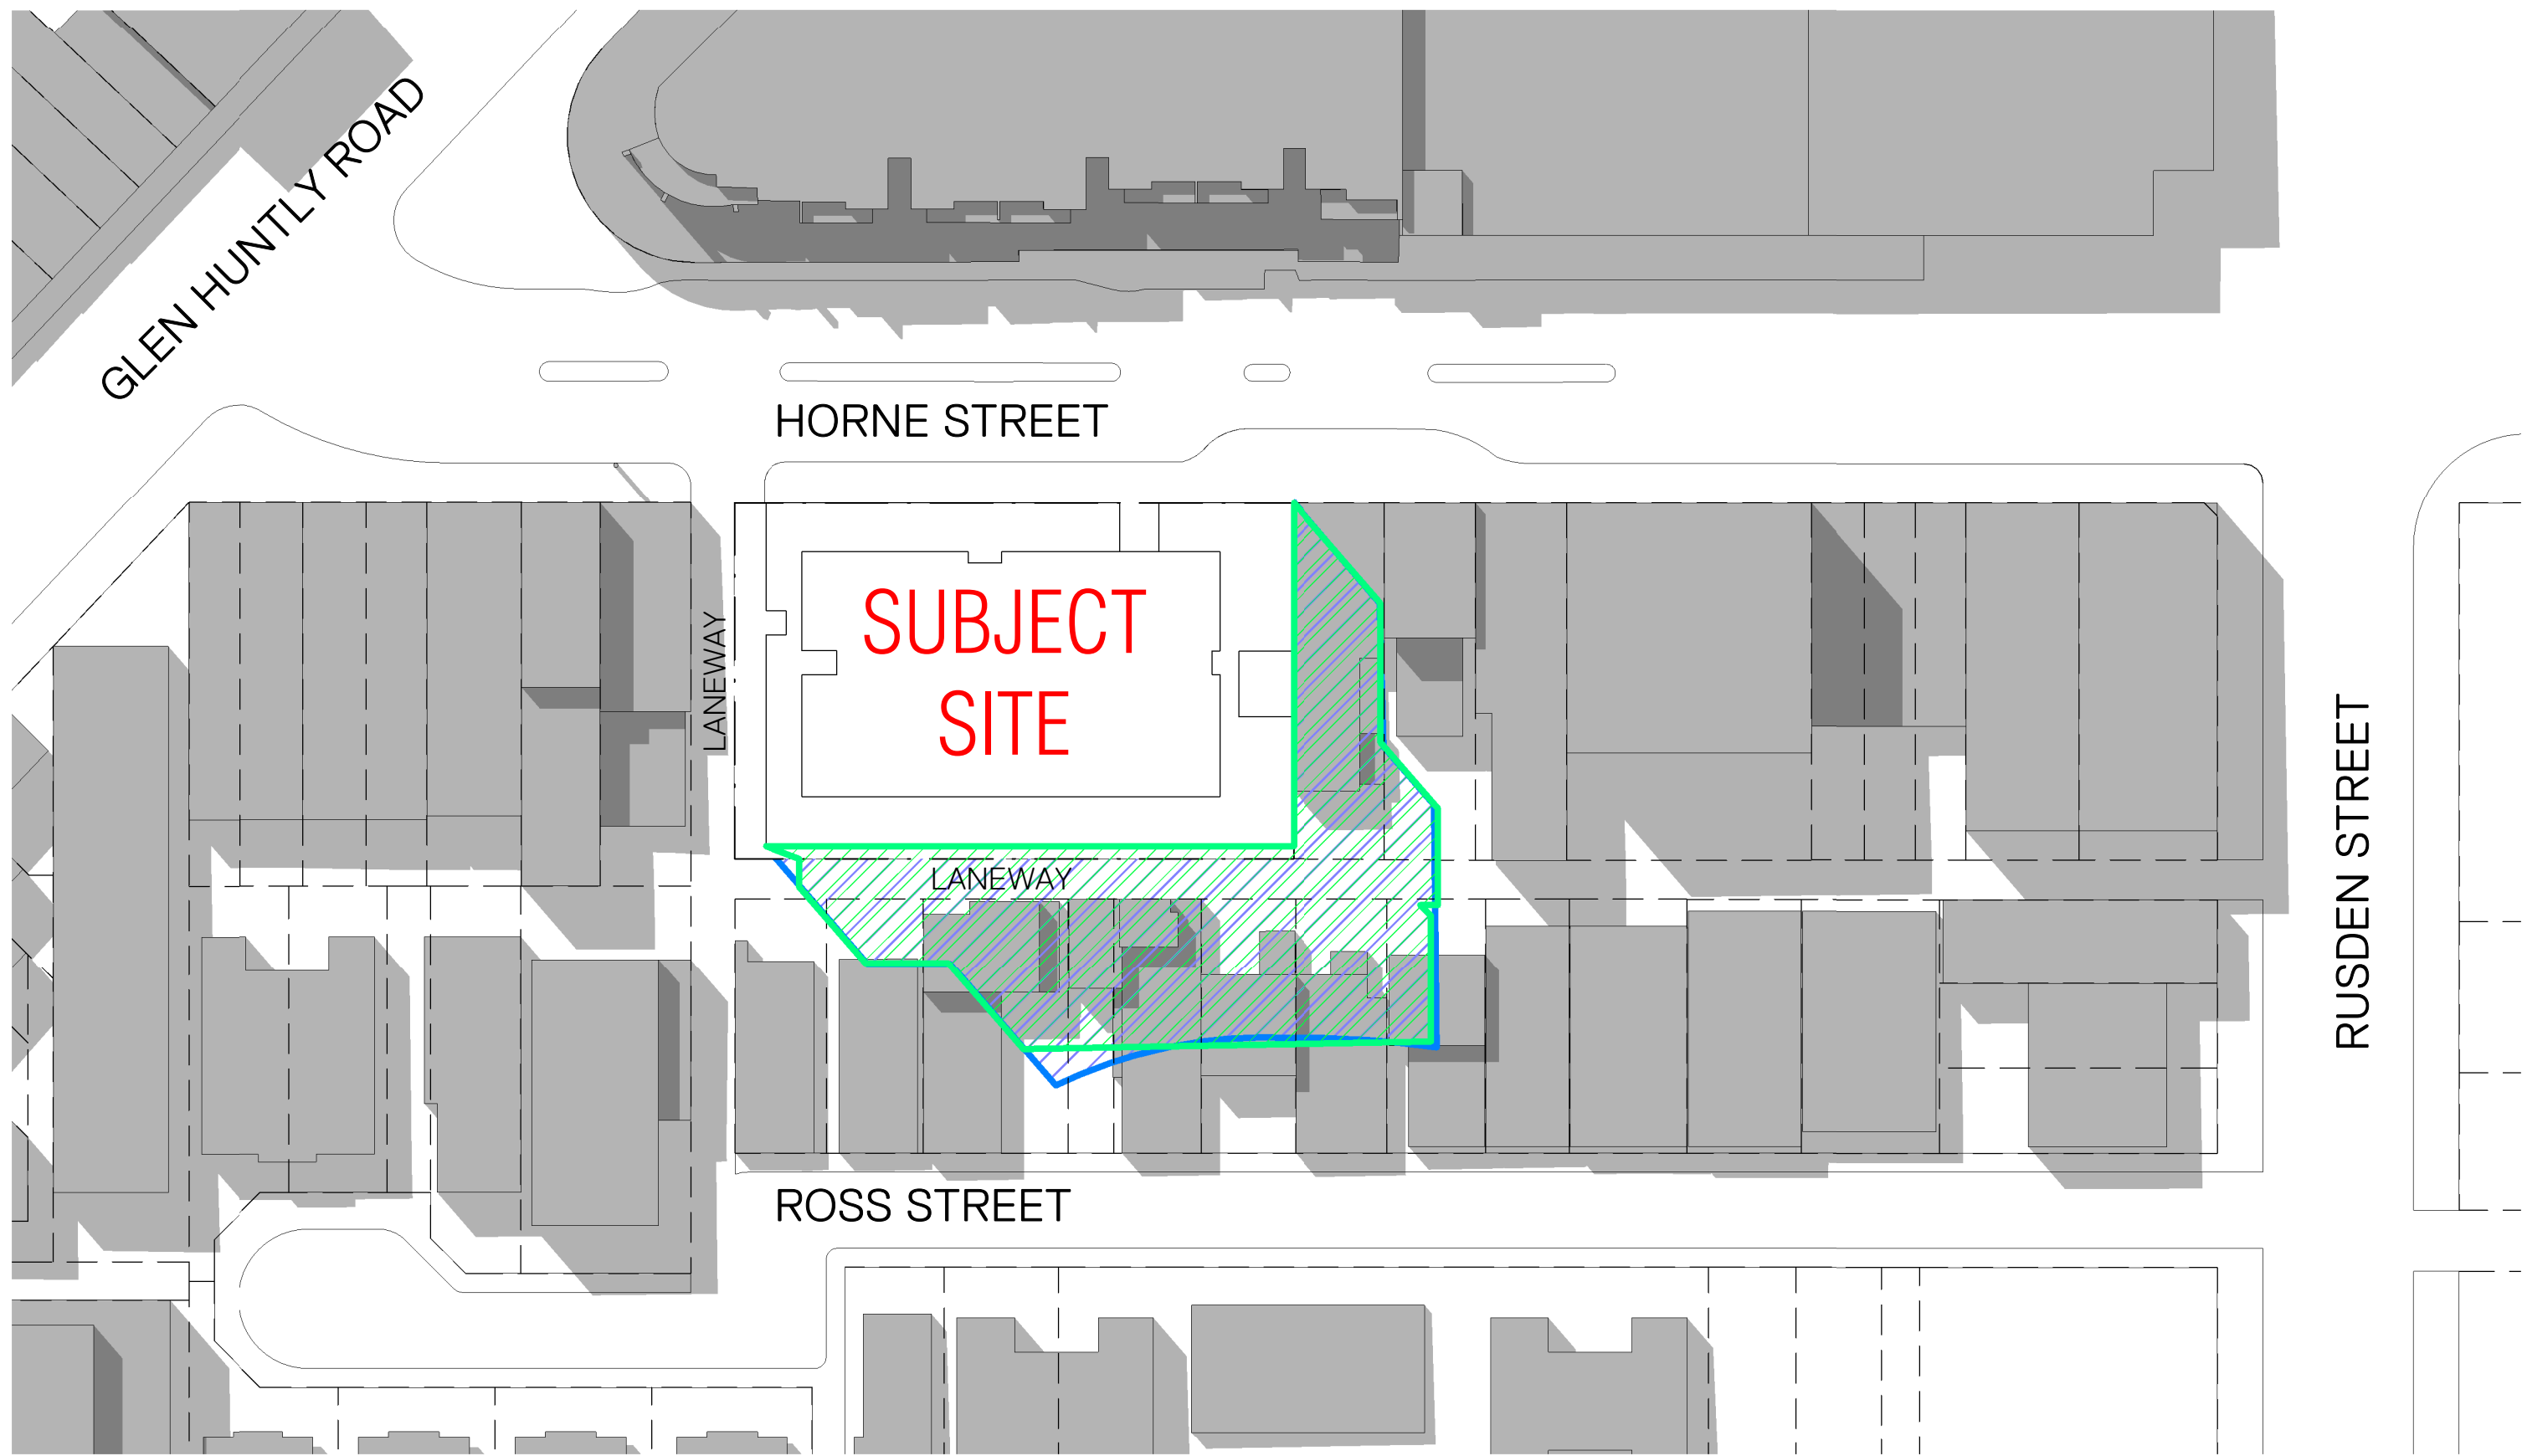 GLEN HUNTLY ROAD
HORNE STREET
SUBJECT
SITE
LANEWAY
LANEWAY
RUSDEN STREET
ROSS STREET